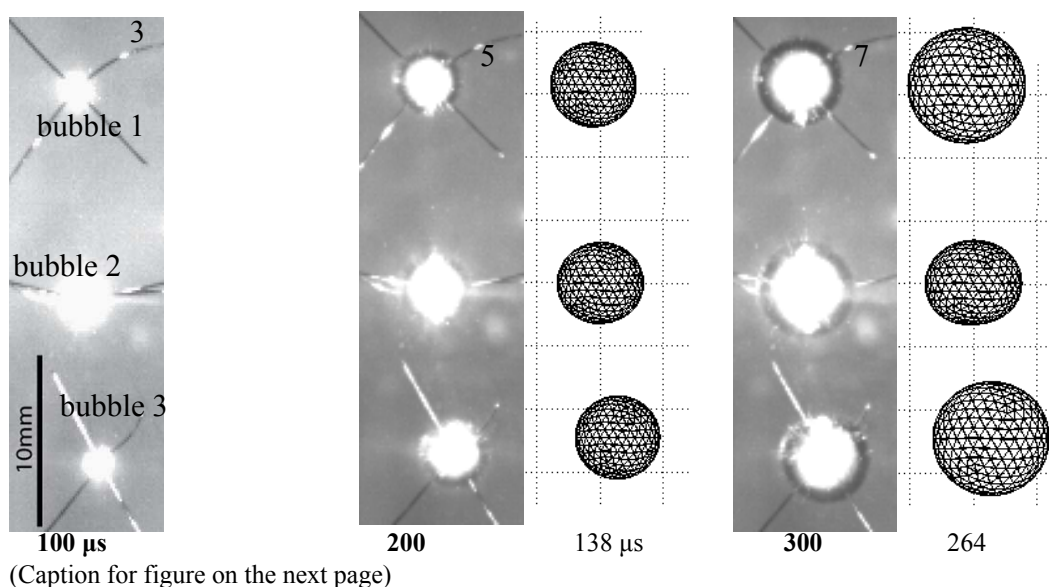 3
5
7
bubble 1
bubble 2
bubble 3
10mm
100 µs
200
138 µs
300
264
(Caption for figure on the next page)